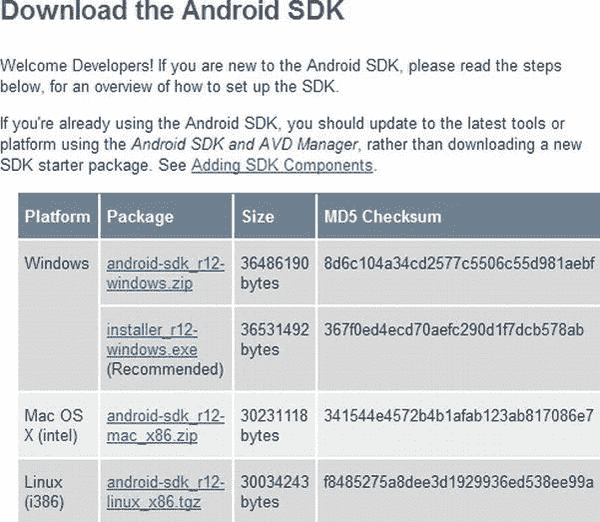 Download the Android SDK
Welcome Developers! If you are new to the Android SDK, please read the steps
below, for an overview of how to set up the SDK.
If you're already using the Android SDK, you should update to the latest tools or
platform using the Android SDK and AVD Manager, rather than downloading a new
SDK starter package. See Adding SDK Components.
Platform Package Size MD5 Checksum
Windows android-sdk_r12- 36486190 8d6c104a34cd2577c5506c55d981aebf
windows.zip bytes
installer_r12- 36531492 367f0ed4ecd70aefc290d1f7dcb578ab
windows.exe bytes
(Recommended)
Mac OS android-sdk_r12- 30231118 341544e4572b4b1afab123ab817086e7
X (intel) mac_x86.zip bytes
Linux android-sdk_r12- 30034243 f8485275a8dee3d1929936ed538ee99a
(i386) linux_x86.tgz bytes